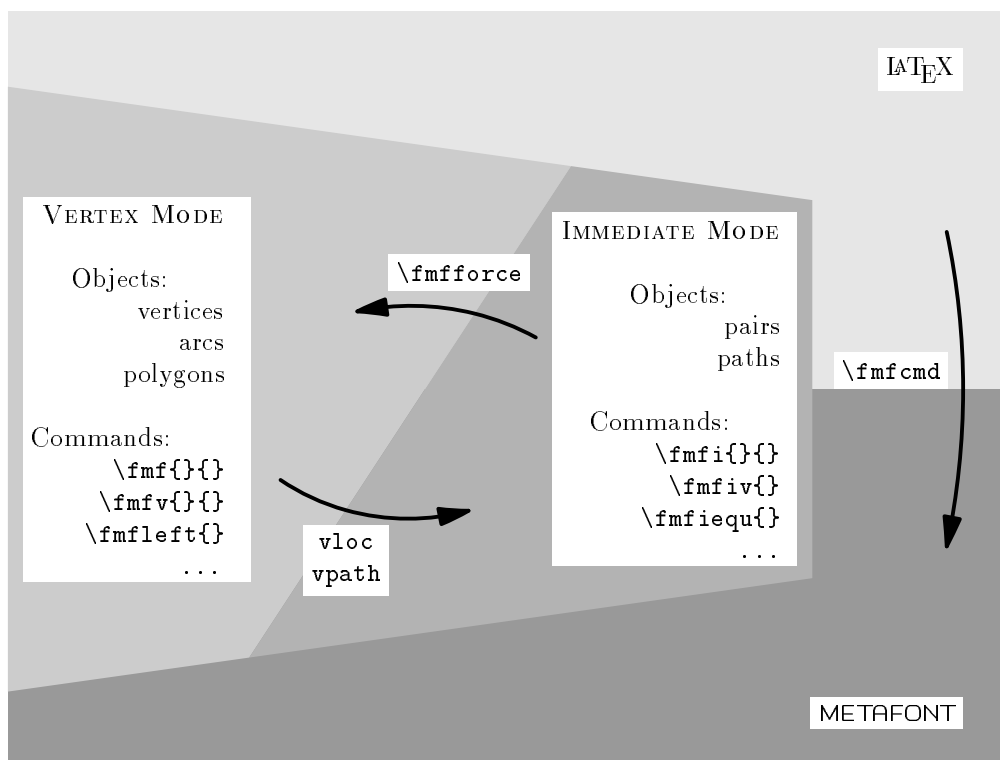 LATEX
VERTEX MODE
Objects:
vertices
arcs
polygons
Commands:
\fmf{}{}
\fmfv{}{}
\fmfleft{}
...
\fmfforce
vloc
vpath
IMMEDIATE MODE
Objects:
pairs
paths
Commands:
\fmfi{}{}
\fmfiv{}
\fmfiequ{}
...
\fmfcmd
METAFONT